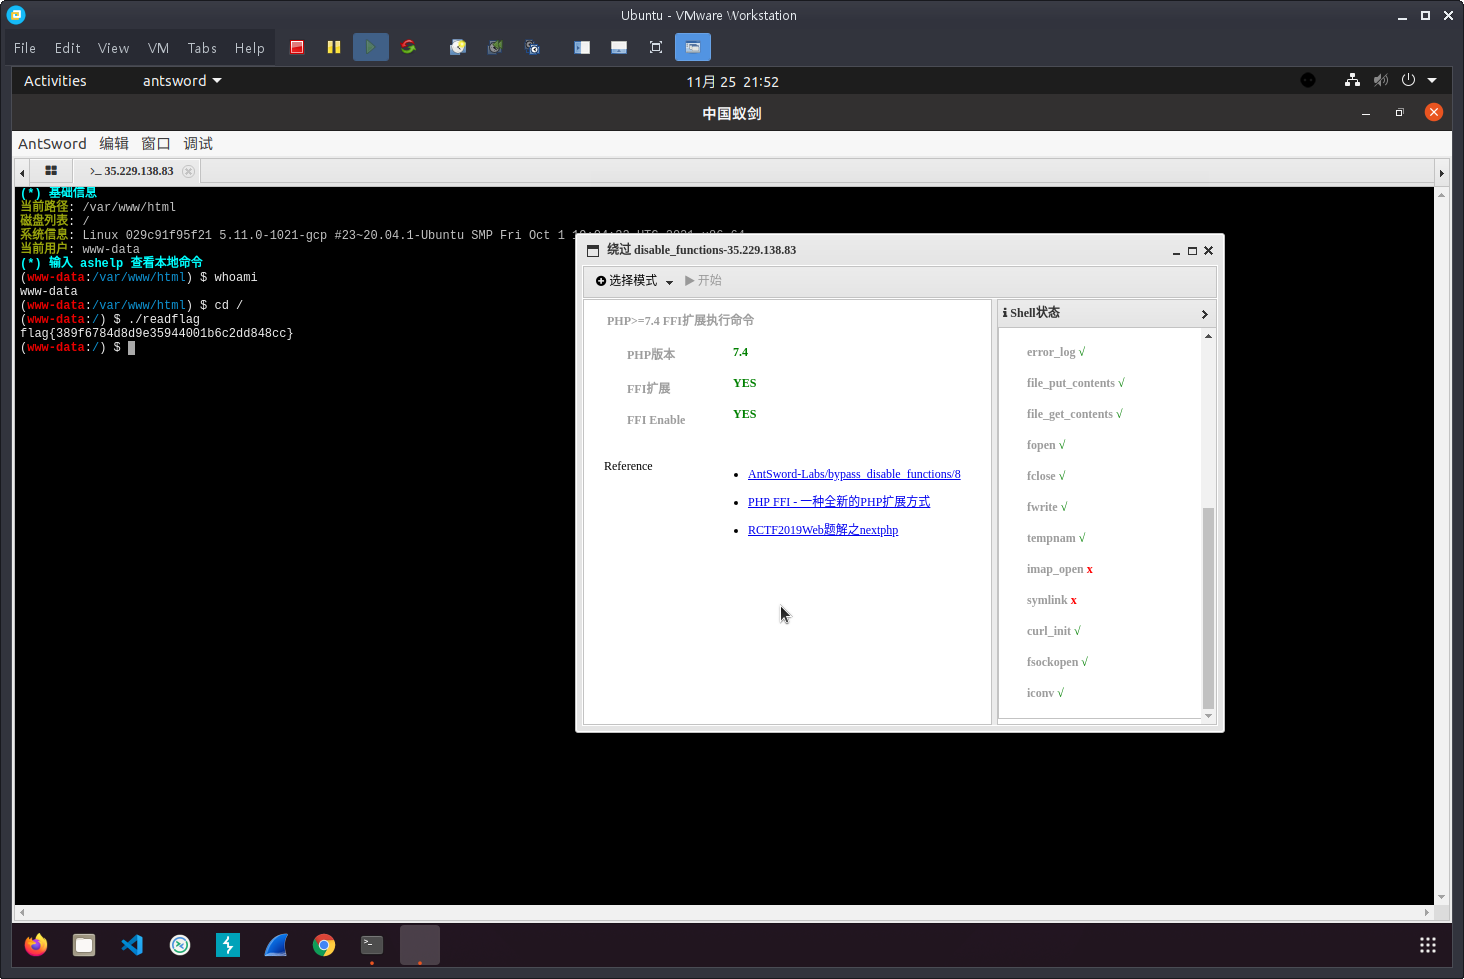 Ubuntu - VMware Workstation
File Edit View VM Tabs Help
Activities antsword 11月 25 21:52
中国蚁剑
AntSword 编辑 窗口 调试
>_ 35.229.138.83
(*) 基础信息
当前路径: /var/www/html
磁盘列表: /
系统信息: Linux 029c91f95f21 5.11.0-1021-gcp #23~20.04.1-Ubuntu SMP Fri Oct 1
当前用户: www-data
(*) 输入 ashelp 查看本地命令
(www-data:/var/www/html) $ whoami
www-data
(www-data:/var/www/html) $ cd /
(www-data:/) $ ./readflag
flag{389f6784d8d9e35944001b6c2dd848cc}
(www-data:/) $
绕过 disable_functions-35.229.138.83
选择模式 开始
PHP>=7.4 FFI扩展执行命令
PHP版本 7.4
FFI扩展 YES
FFI Enable YES
Reference
AntSword-Labs/bypass_disable_functions/8
PHP FFI - 一种全新的PHP扩展方式
RCTF2019Web题解之nextphp
Shell状态
error_log √
file_put_contents √
file_get_contents √
fopen √
fclose √
fwrite √
tempnam √
imap_open x
symlink x
curl_init √
fsockopen √
iconv √